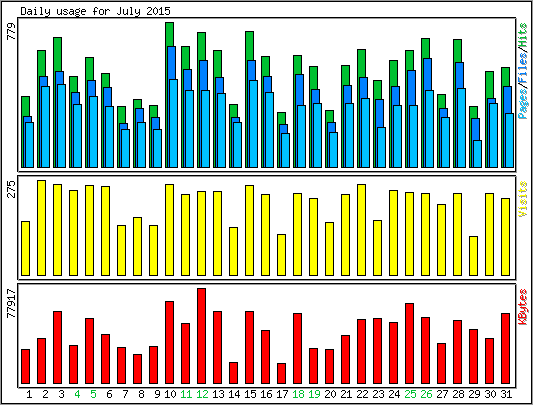 Daily usage for July 2015
779
Pages/Files/Hits
275
Visits
77917
KBytes
1 2 3 4 5 6 7 8 9 10 11 12 13 14 15 16 17 18 19 20 21 22 23 24 25 26 27 28 29 30 31